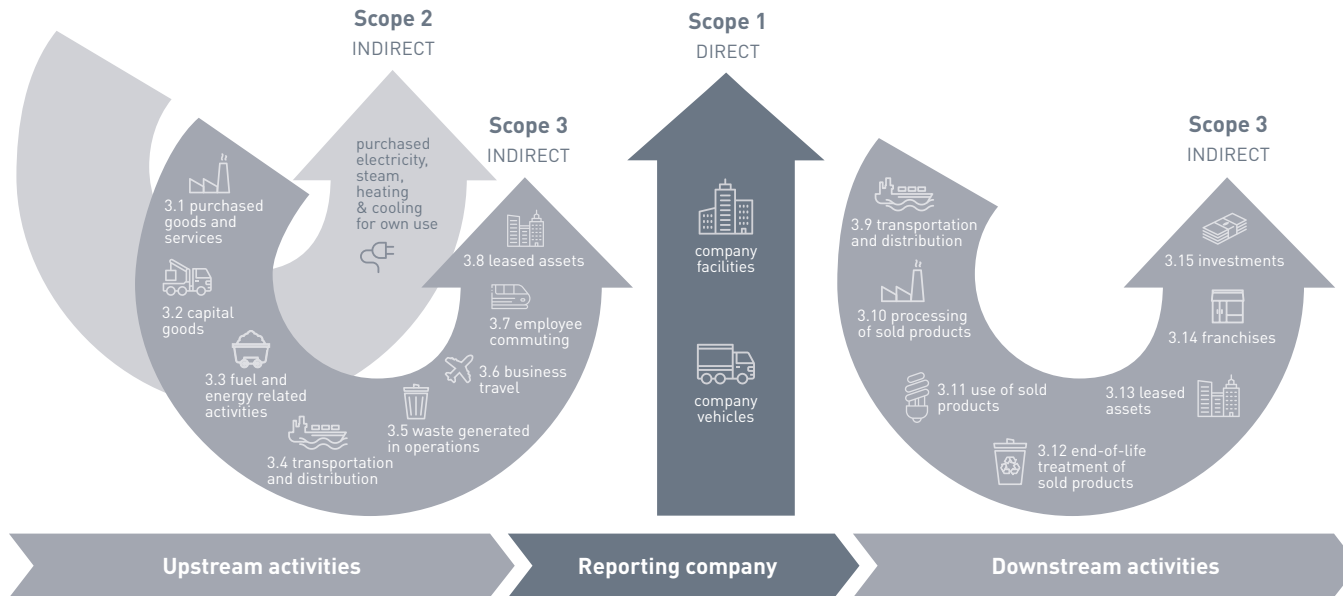 Scope 2
INDIRECT
purchased
electricity,
steam,
heating
& cooling
for own use
Scope 3
INDIRECT
3.1 purchased
goods and
services
3.2 capital
goods
3.3 fuel and
energy related
activities
3.4 transportation
and distribution
3.5 waste generated
in operations
3.6 business
travel
3.7 employee
commuting
3.8 leased assets
Scope 1
DIRECT
company
facilities
company
vehicles
Scope 3
INDIRECT
3.9 transportation
and distribution
3.10 processing
of sold products
3.11 use of sold
products
3.12 end-of-life
treatment of
sold products
3.13 leased
assets
3.14 franchises
3.15 investments
Upstream activities
Reporting company
Downstream activities